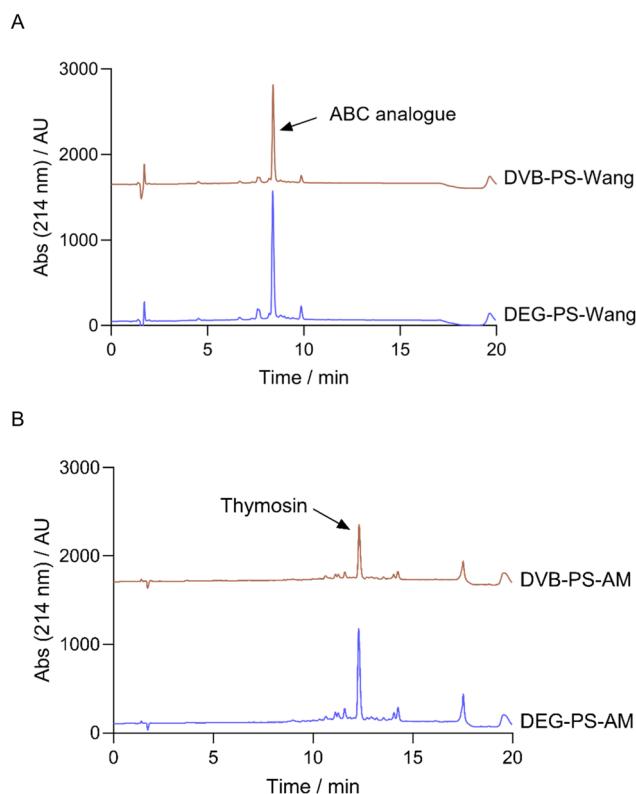 A
3000
2000
1000
0
Abs (214 nm) / AU
ABC analogue
DVB-PS-Wang
DEG-PS-Wang
0 5 10 15 20
Time / min
B
3000
2000
1000
0
Abs (214 nm) / AU
Thymosin
DVB-PS-AM
DEG-PS-AM
0 5 10 15 20
Time / min